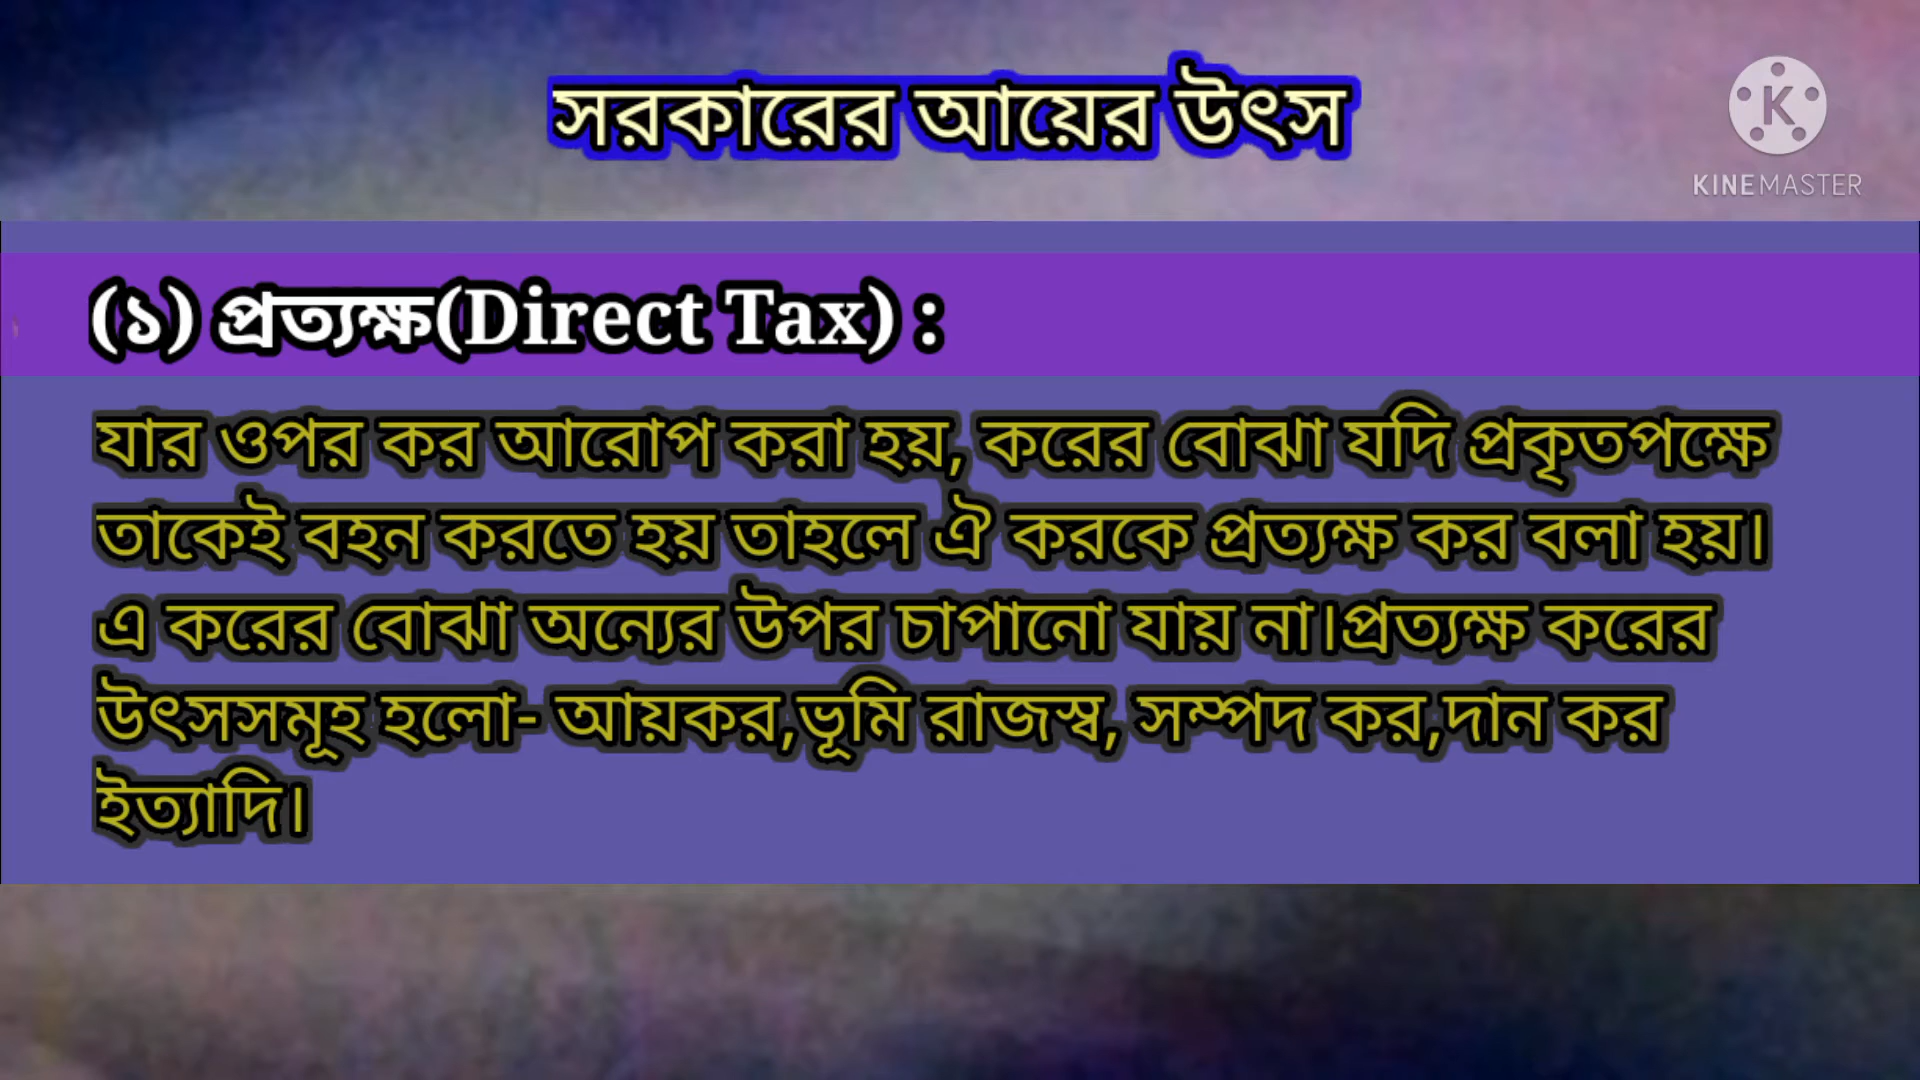 সরকারের আয়ের উৎস
KINEMASTER
(১) প্রত্যক্ষ(Direct Tax) :
যার ওপর কর আরোপ করা হয়, করের বোঝা যদি প্রকৃতপক্ষে
তাকেই বহন করতে হয় তাহলে ঐ করকে প্রত্যক্ষ কর বলা হয়।
এ করের বোঝা অন্যের উপর চাপানো যায় না।প্রত্যক্ষ করের
উৎসসমূহ হলো- আয়কর,ভূমি রাজস্ব, সম্পদ কর,দান কর
ইত্যাদি।